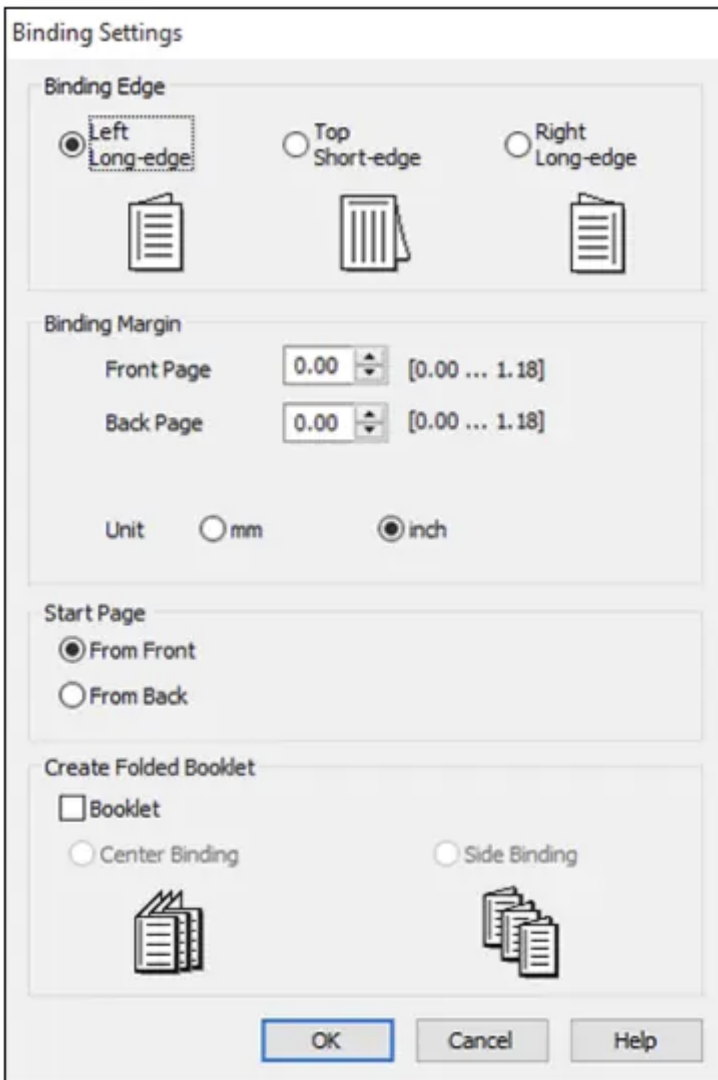 Binding Settings
Binding Edge
Left
Long-edge
Top
Short-edge
Right
Long-edge
Binding Margin
Front Page 0.00 [0.00 ... 1.18]
Back Page 0.00 [0.00 ... 1.18]
Unit mm inch
Start Page
From Front
From Back
Create Folded Booklet
Booklet
Center Binding Side Binding
OK Cancel Help